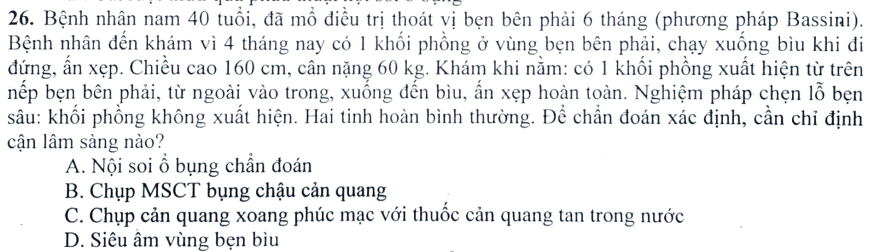 26. Bệnh nhân nam 40 tuổi, đã mổ điều trị thoát vị bẹn bên phải 6 tháng (phương pháp Bassini).
Bệnh nhân đến khám vì 4 tháng nay có 1 khối phồng ở vùng bẹn bên phải, chạy xuống bìu khi đi
đứng, ấn xẹp. Chiều cao 160 cm, cân nặng 60 kg. Khám khi nằm: có 1 khối phồng xuất hiện từ trên
nếp bẹn bên phải, từ ngoài vào trong, xuống đến bìu, ấn xẹp hoàn toàn. Nghiệm pháp chẹn lỗ bẹn
sâu: khối phồng không xuất hiện. Hai tinh hoàn bình thường. Để chẩn đoán xác định, cần chỉ định
cận lâm sàng nào?
A. Nội soi ổ bụng chẩn đoán
B. Chụp MSCT bụng chậu cản quang
C. Chụp cản quang xoang phúc mạc với thuốc cản quang tan trong nước
D. Siêu âm vùng bẹn bìu